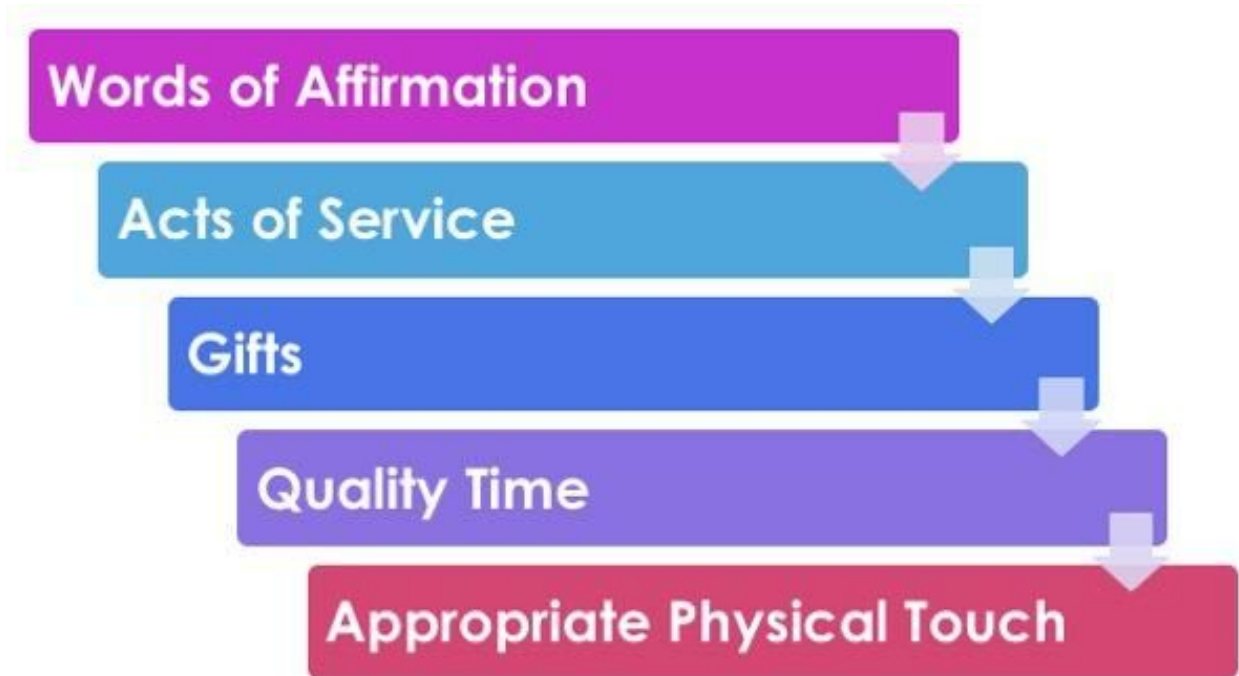 Words of Affirmation
Acts of Service
Gifts
Quality Time
Appropriate Physical Touch